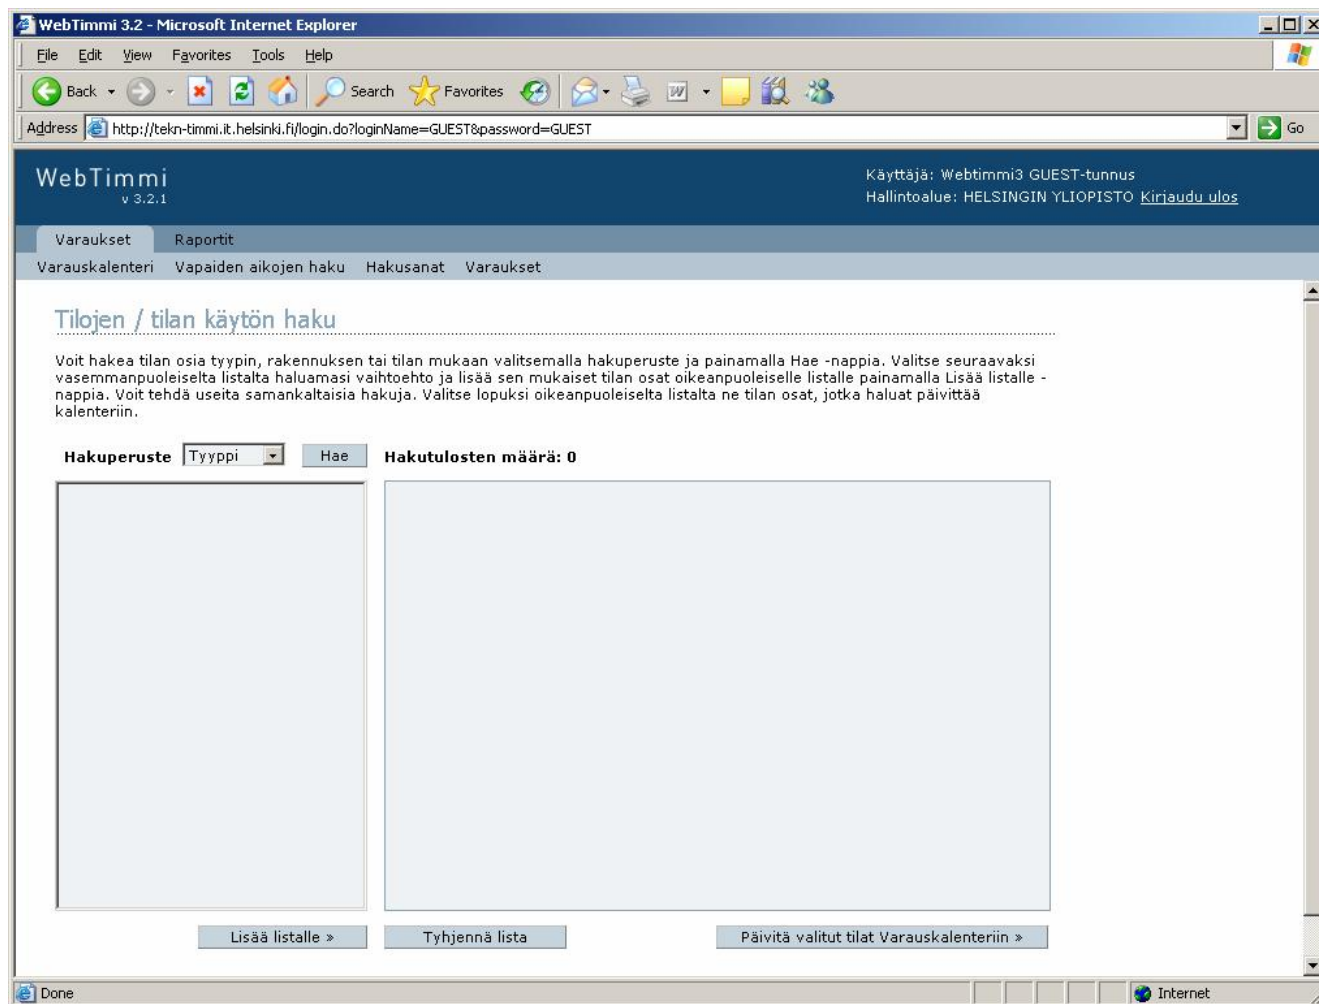 WebTimmi 3.2 - Microsoft Internet Explorer
File Edit View Favorites Tools Help
Back Search Favorites
Address http://tekn-timmi.it.helsinki.fi/login.do?loginName=GUEST&password=GUEST Go
WebTimmi
v 3.2.1
Käyttäjä: Webtimmi3 GUEST-tunnus
Hallintoalue: HELSINGIN YLIOPISTO Kirjaudu ulos
Varaukset Raportit
Varauskalenteri Vapaiden aikojen haku Hakusanat Varaukset
Tilojen / tilan käytön haku
Voit hakea tilan osia tyypin, rakennuksen tai tilan mukaan valitsemalla hakuperuste ja painamalla Hae -nappia. Valitse seuraavaksi
vasemmanpuoleiselta listalta haluamasi vaihtoehto ja lisää sen mukaiset tilan osat oikeanpuoleiselle listalle painamalla Lisää listalle -
nappia. Voit tehdä useita samankaltaisia hakuja. Valitse lopuksi oikeanpuoleiselta listalta ne tilan osat, jotka haluat päivittää
kalenteriin.
Hakuperuste Tyyppi Hae Hakutulosten määrä: 0
Lisää listalle » Tyhjennä lista Päivitä valitut tilat Varauskalenteriin »
Done Internet